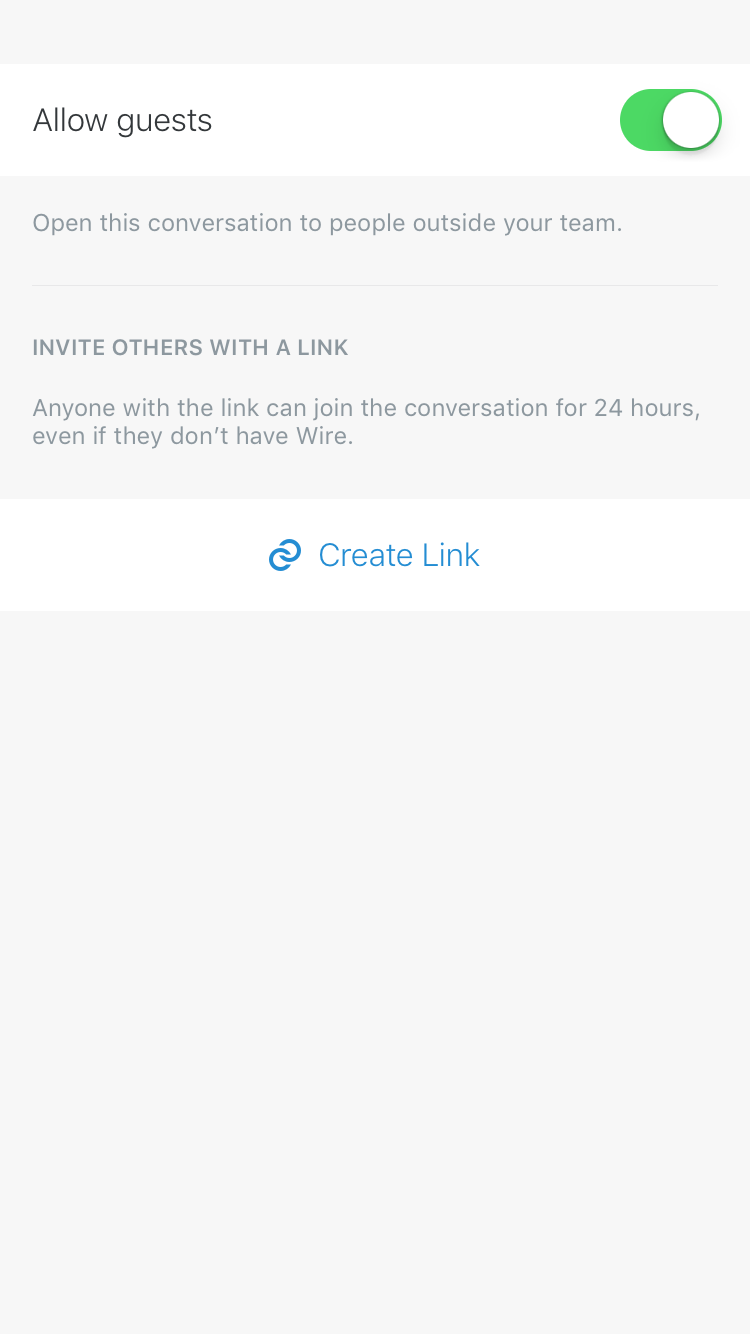 Allow guests
Open this conversation to people outside your team.
INVITE OTHERS WITH A LINK
Anyone with the link can join the conversation for 24 hours,
even if they don’t have Wire.
Create Link